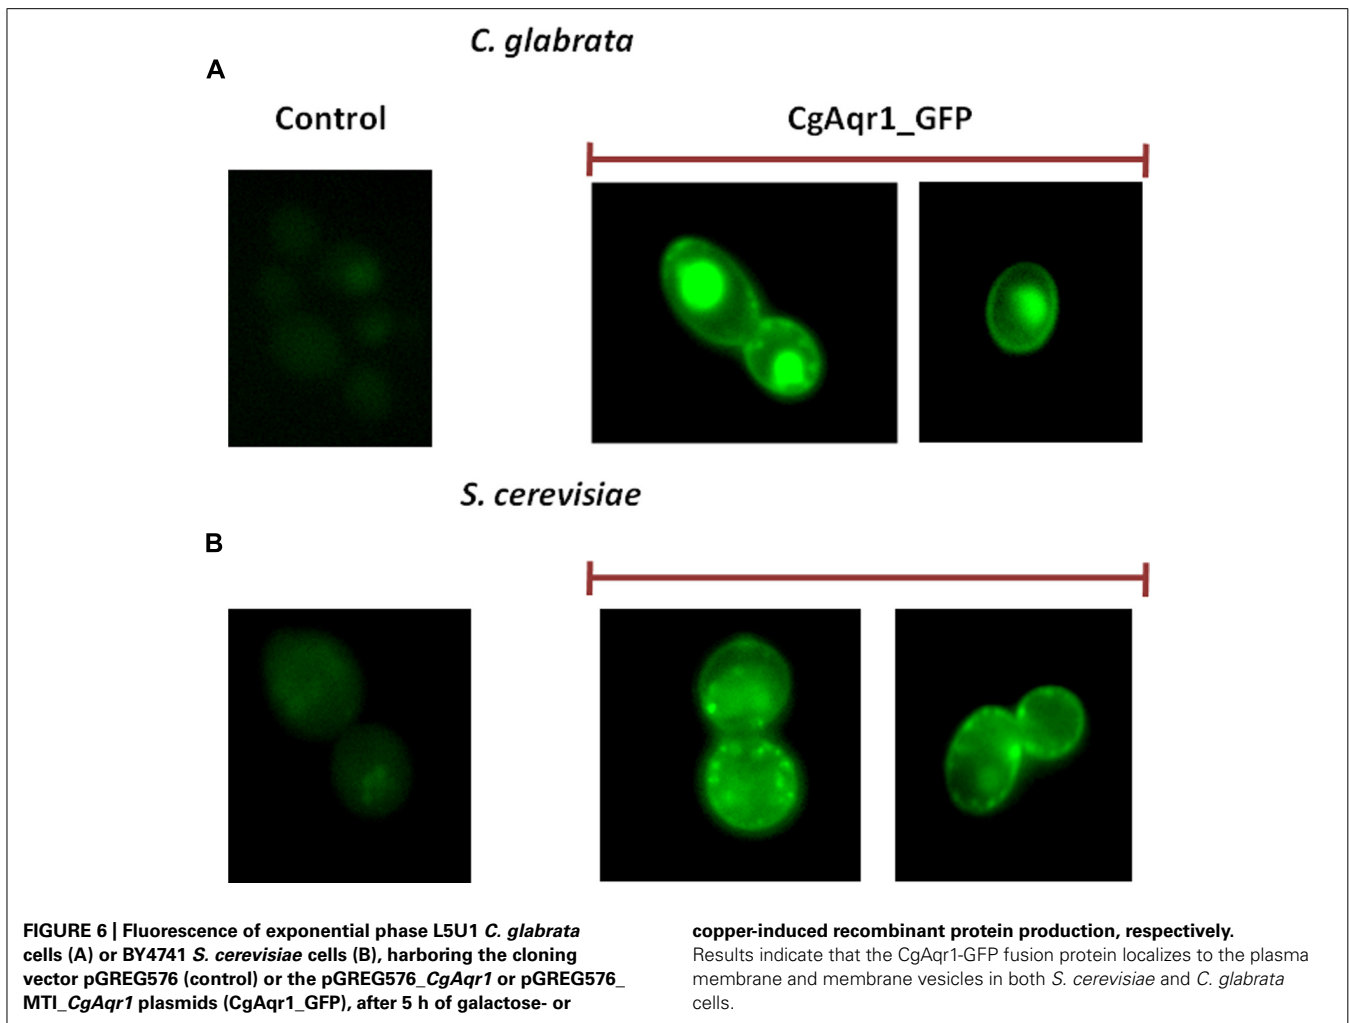 C. glabrata
A
Control
CgAqr1_GFP
S. cerevisiae
B
FIGURE 6 | Fluorescence of exponential phase L5U1 C. glabrata
cells (A) or BY4741 S. cerevisiae cells (B), harboring the cloning
vector pGREG576 (control) or the pGREG576_CgAqr1 or pGREG576_
MTI_CgAqr1 plasmids (CgAqr1_GFP), after 5 h of galactose- or
copper-induced recombinant protein production, respectively.
Results indicate that the CgAqr1-GFP fusion protein localizes to the plasma
membrane and membrane vesicles in both S. cerevisiae and C. glabrata
cells.